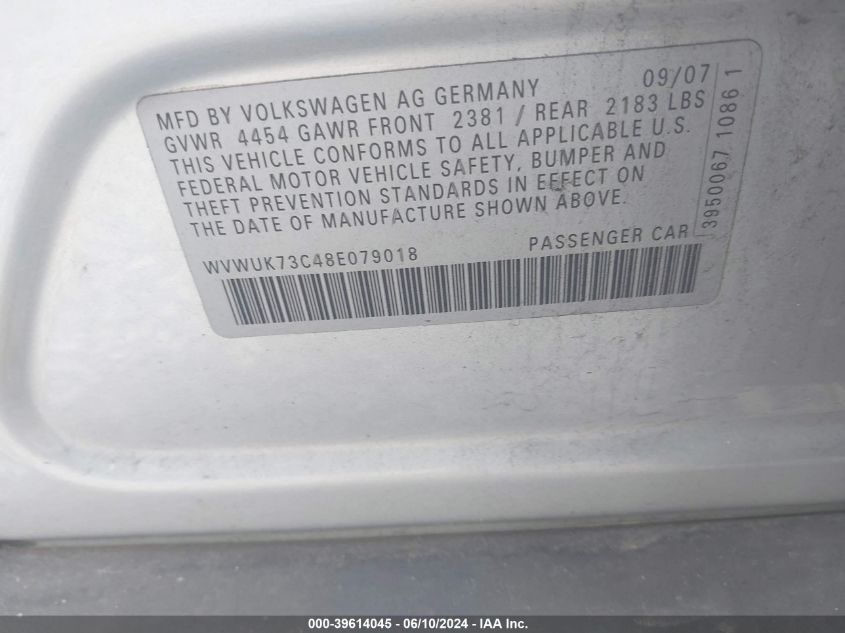 MFD BY VOLKSWAGEN AG GERMANY 09/07
GVWR 4454 GAWR FRONT 2381 / REAR 2183 LBS
THIS VEHICLE CONFORMS TO ALL APPLICABLE U.S.
FEDERAL MOTOR VEHICLE SAFETY, BUMPER AND
THEFT PREVENTION STANDARDS IN EFFECT ON
THE DATE OF MANUFACTURE SHOWN ABOVE.
WVWUK73C48E079018 PASSENGER CAR
3950067 1086 1
000-39614045 - 06/10/2024 - IAA Inc.